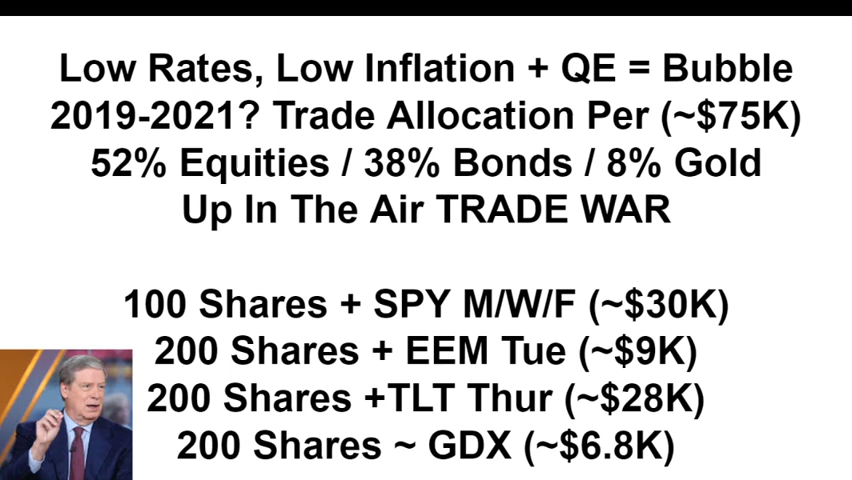 Low Rates, Low Inflation + QE = Bubble
2019-2021? Trade Allocation Per (~$75K)
52% Equities / 38% Bonds / 8% Gold
Up In The Air TRADE WAR
100 Shares + SPY M/W/F (~$30K)
200 Shares + EEM Tue (~$9K)
200 Shares +TLT Thur (~$28K)
200 Shares ~ GDX (~$6.8K)